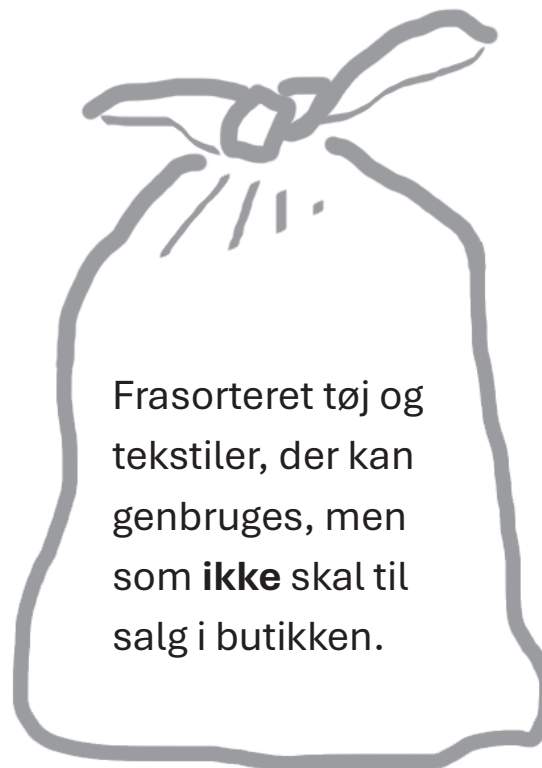 Frasorteret tøj og
tekstiler, der kan
genbruges, men
som ikke skal til
salg i butikken.